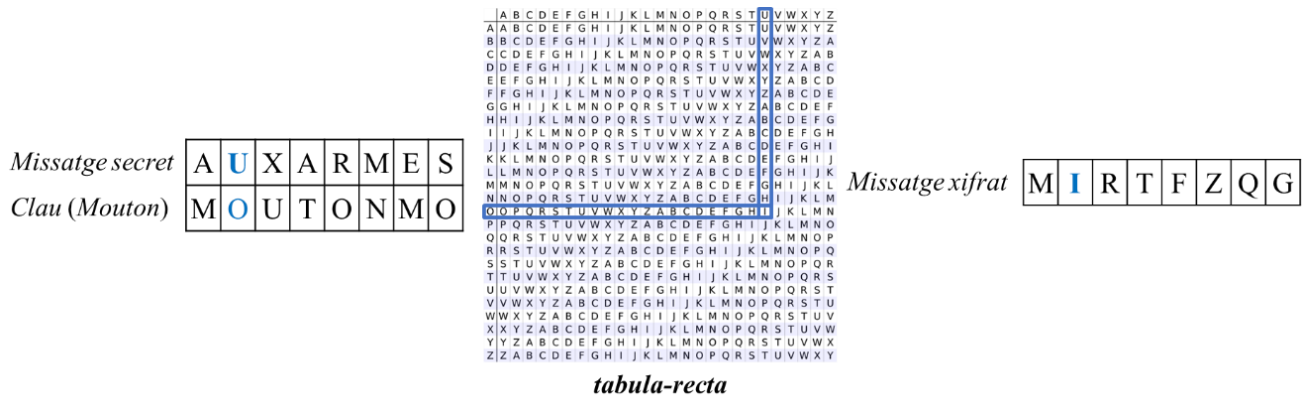 Missatge secret A U X A R M E S
Clau (Mouton) M O U T O N M O
A B C D E F G H I J K L M N O P Q R S T U V W X Y Z
A A B C D E F G H I J K L M N O P Q R S T U V W X Y Z
B B C D E F G H I J K L M N O P Q R S T U V W X Y Z A
C C D E F G H I J K L M N O P Q R S T U V W X Y Z A B
D D E F G H I J K L M N O P Q R S T U V W X Y Z A B C
E E F G H I J K L M N O P Q R S T U V W X Y Z A B C D
F F G H I J K L M N O P Q R S T U V W X Y Z A B C D E
G G H I J K L M N O P Q R S T U V W X Y Z A B C D E F
H H I J K L M N O P Q R S T U V W X Y Z A B C D E F G
I I J K L M N O P Q R S T U V W X Y Z A B C D E F G H
J J K L M N O P Q R S T U V W X Y Z A B C D E F G H I
K K L M N O P Q R S T U V W X Y Z A B C D E F G H I J
L L M N O P Q R S T U V W X Y Z A B C D E F G H I J K
M M N O P Q R S T U V W X Y Z A B C D E F G H I J K L
N N O P Q R S T U V W X Y Z A B C D E F G H I J K L M
O O P Q R S T U V W X Y Z A B C D E F G H I J K L M N
P P Q R S T U V W X Y Z A B C D E F G H I J K L M N O
Q Q R S T U V W X Y Z A B C D E F G H I J K L M N O P
R R S T U V W X Y Z A B C D E F G H I J K L M N O P Q
S S T U V W X Y Z A B C D E F G H I J K L M N O P Q R
T T U V W X Y Z A B C D E F G H I J K L M N O P Q R S
U U V W X Y Z A B C D E F G H I J K L M N O P Q R S T
V V W X Y Z A B C D E F G H I J K L M N O P Q R S T U
W W X Y Z A B C D E F G H I J K L M N O P Q R S T U V
X X Y Z A B C D E F G H I J K L M N O P Q R S T U V W
Y Y Z A B C D E F G H I J K L M N O P Q R S T U V W X
Z Z A B C D E F G H I J K L M N O P Q R S T U V W X Y
tabula-recta
Missatge xifrat M I R T F Z Q G